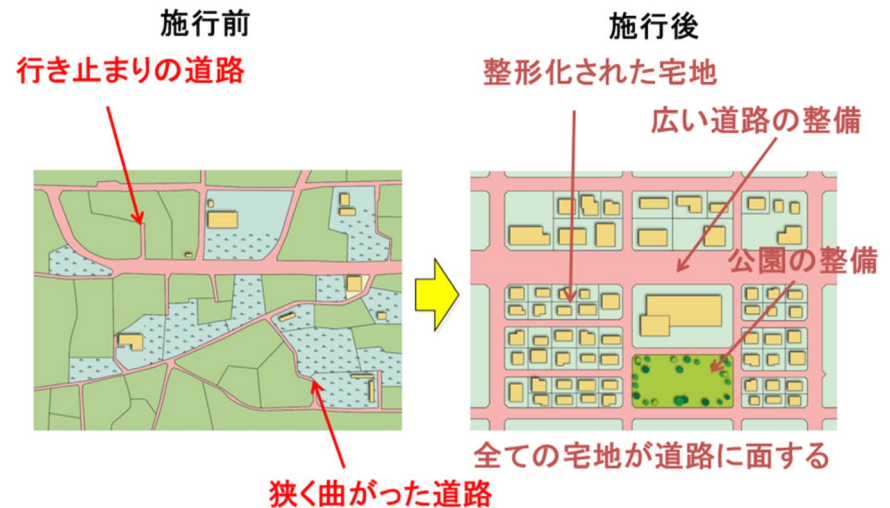 施行前
行き止まりの道路
狭く曲がった道路
施行後
整形化された宅地
広い道路の整備
公園の整備
全ての宅地が道路に面する